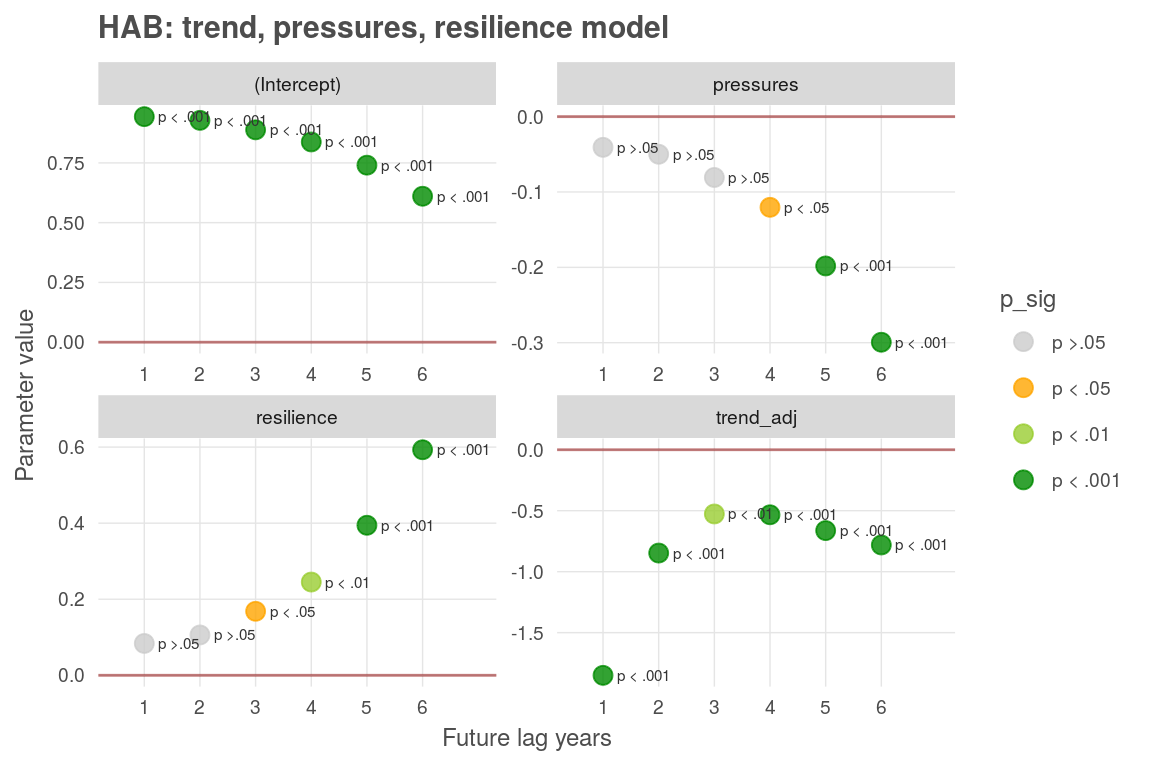 HAB: trend, pressures, resilience model
(Intercept)
pressures
0.75
0.50
0.25
0.00
p < .001
p < .001
p < .001
p < .001
p < .001
p < .001
1 2 3 4 5 6
0.0
-0.1
-0.2
-0.3
p >.05
p >.05
p >.05
p < .05
p < .001
p < .001
1 2 3 4 5 6
resilience
trend_adj
0.6
0.4
0.2
0.0
p >.05
p >.05
p < .05
p < .01
p < .001
p < .001
1 2 3 4 5 6
0.0
-0.5
-1.0
-1.5
p < .001
p < .001
p < .01
p < .001
p < .001
p < .001
1 2 3 4 5 6
Parameter value
Future lag years
p_sig
p >.05
p < .05
p < .01
p < .001